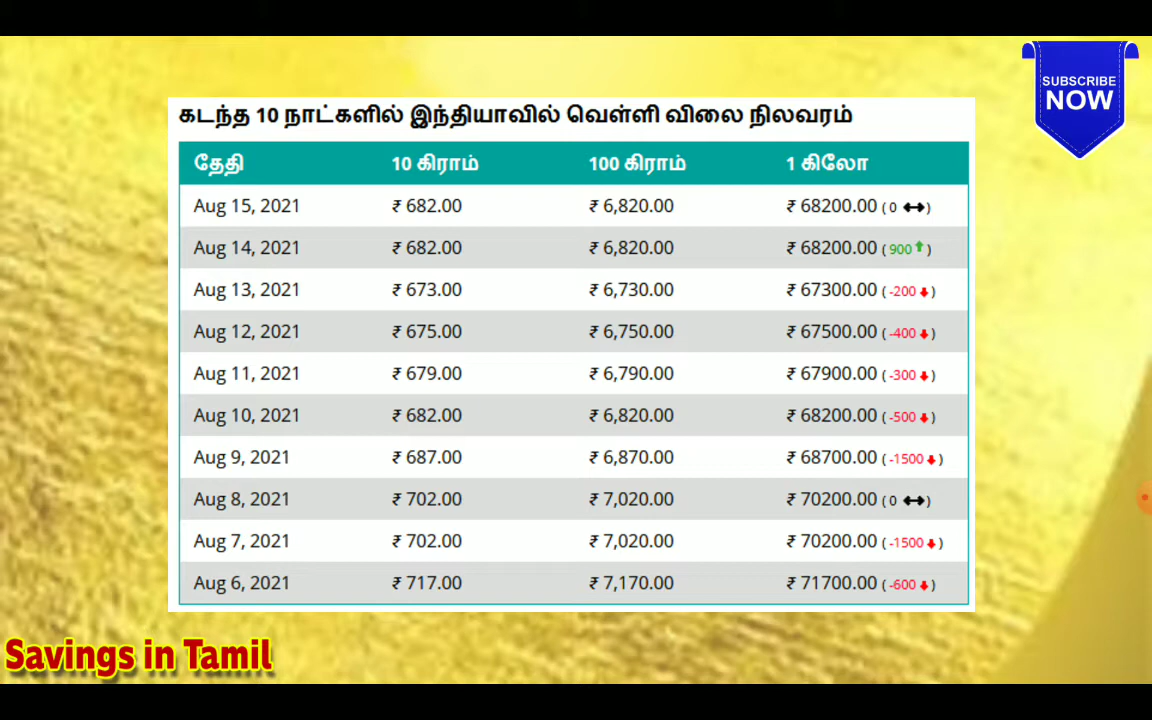 SUBSCRIBE
NOW
கடந்த 10 நாட்களில் இந்தியாவில் வெள்ளி விலை நிலவரம்
தேதி 10 கிராம் 100 கிராம் 1 கிலோ
Aug 15, 2021 ₹ 682.00 ₹ 6,820.00 ₹ 68200.00 ( 0 ↔ )
Aug 14, 2021 ₹ 682.00 ₹ 6,820.00 ₹ 68200.00 ( 900 ⬆ )
Aug 13, 2021 ₹ 673.00 ₹ 6,730.00 ₹ 67300.00 ( -200 ⬇ )
Aug 12, 2021 ₹ 675.00 ₹ 6,750.00 ₹ 67500.00 ( -400 ⬇ )
Aug 11, 2021 ₹ 679.00 ₹ 6,790.00 ₹ 67900.00 ( -300 ⬇ )
Aug 10, 2021 ₹ 682.00 ₹ 6,820.00 ₹ 68200.00 ( -500 ⬇ )
Aug 9, 2021 ₹ 687.00 ₹ 6,870.00 ₹ 68700.00 ( -1500 ⬇ )
Aug 8, 2021 ₹ 702.00 ₹ 7,020.00 ₹ 70200.00 ( 0 ↔ )
Aug 7, 2021 ₹ 702.00 ₹ 7,020.00 ₹ 70200.00 ( -1500 ⬇ )
Aug 6, 2021 ₹ 717.00 ₹ 7,170.00 ₹ 71700.00 ( -600 ⬇ )
Savings in Tamil